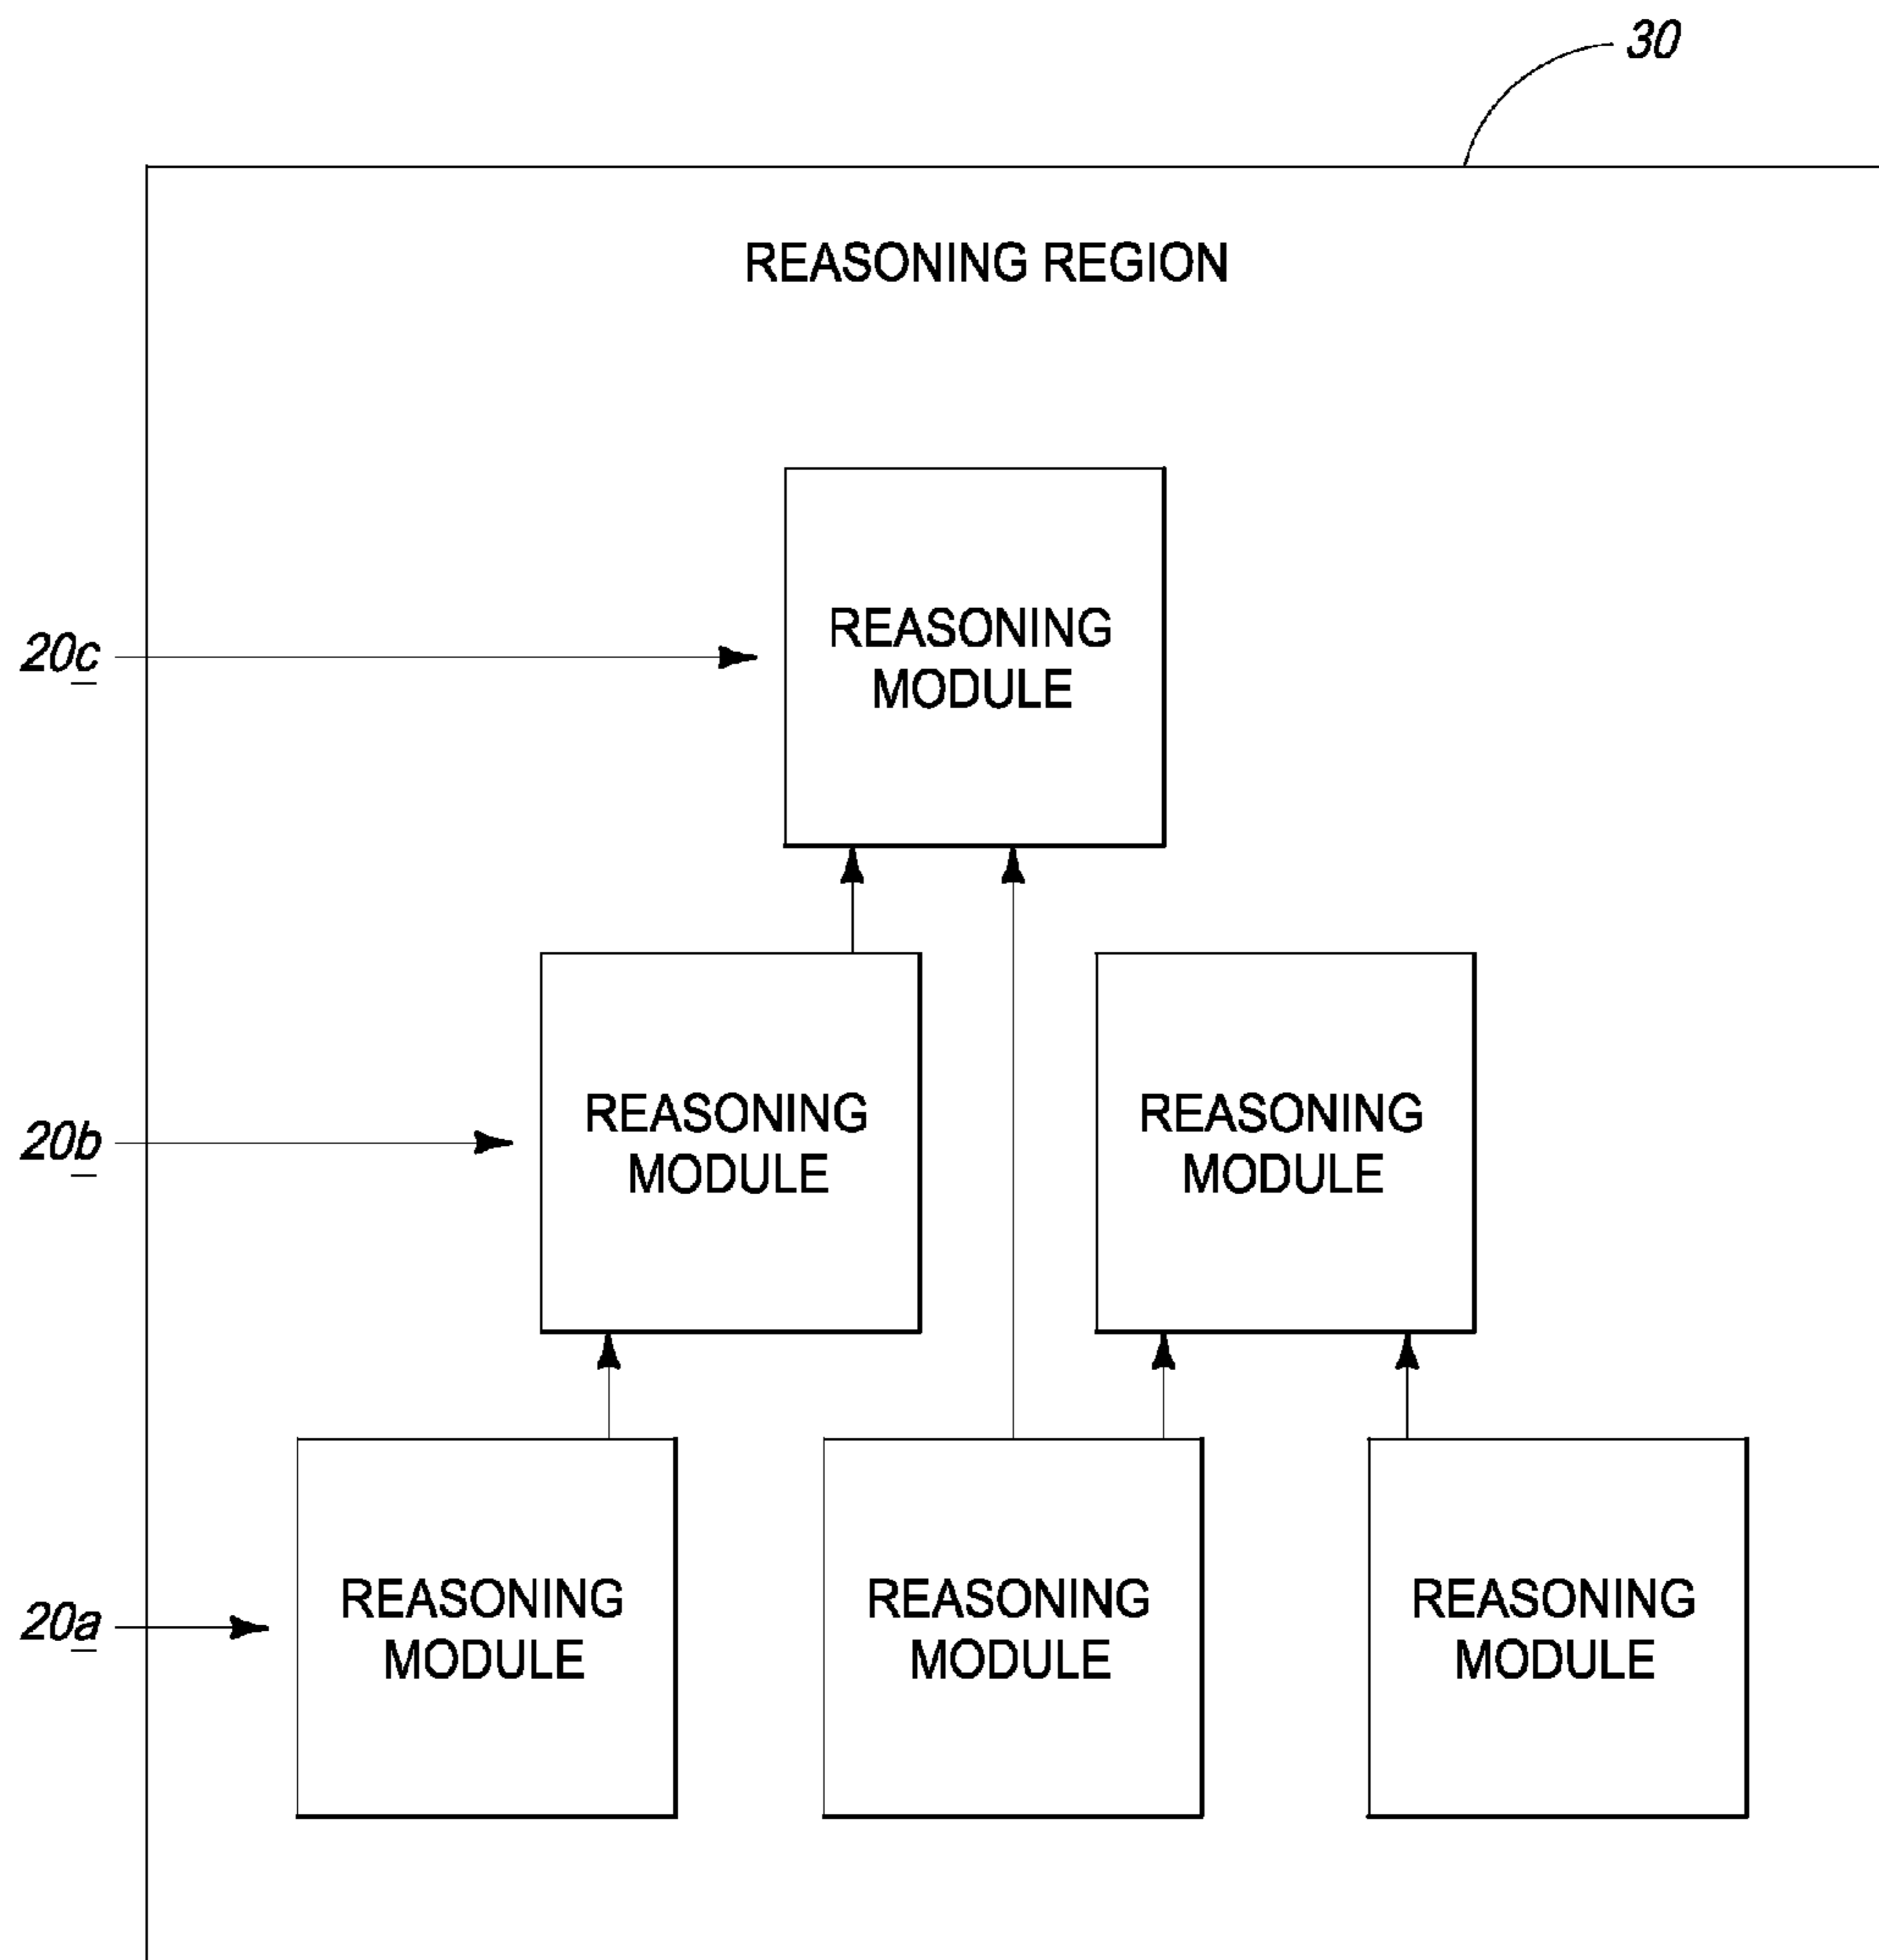 30
REASONING REGION
20c
REASONING
MODULE
20b
REASONING
MODULE
REASONING
MODULE
20a
REASONING
MODULE
REASONING
MODULE
REASONING
MODULE